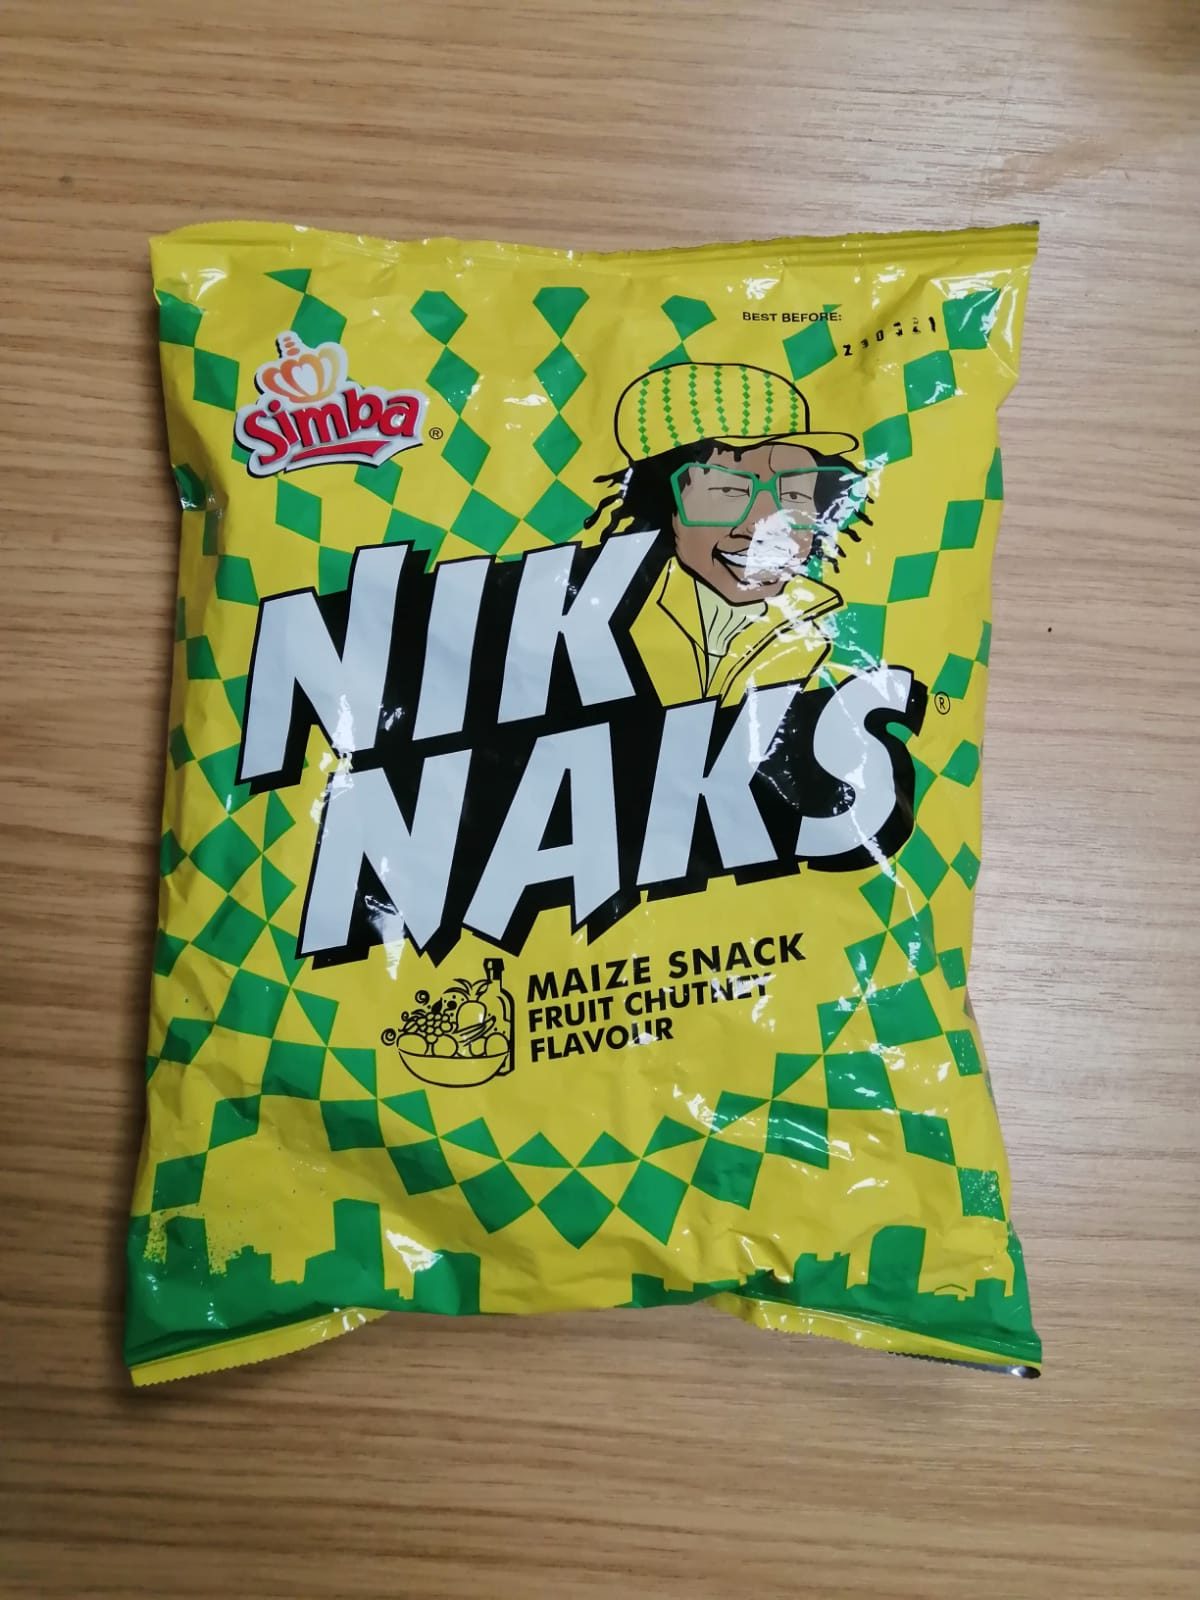 Simba®
BEST BEFORE:
NIK
NAKS®
MAIZE SNACK
FRUIT CHUTNEY
FLAVOUR